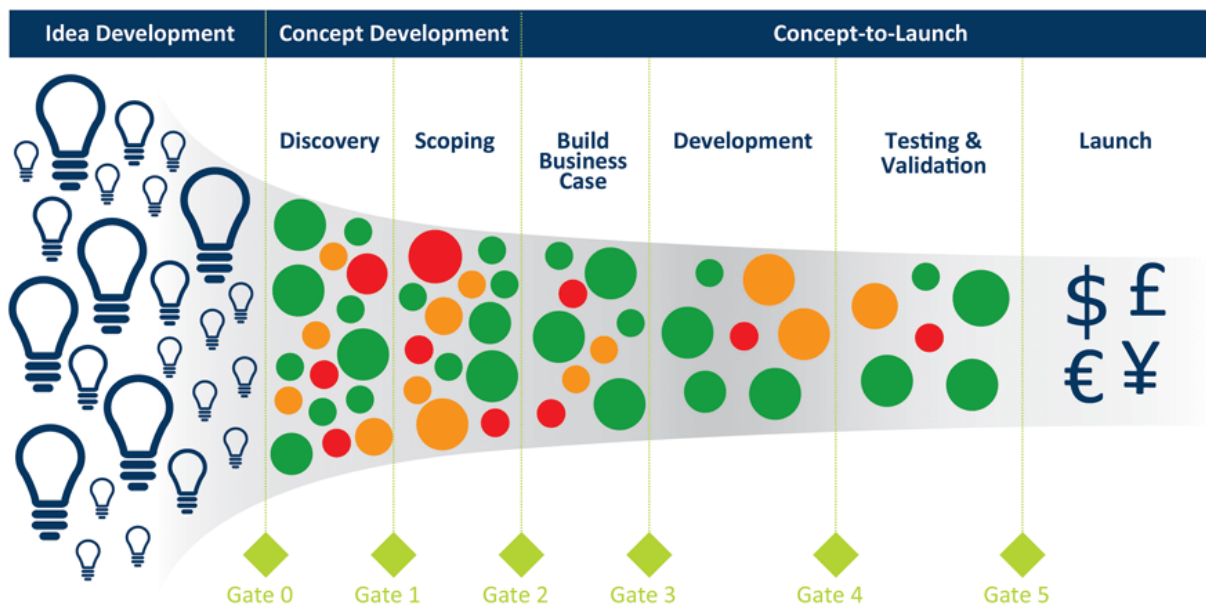 Idea Development
Concept Development
Concept-to-Launch
Discovery
Scoping
Build
Business
Case
Development
Testing &
Validation
Launch
$ £
€ ¥
Gate 0
Gate 1
Gate 2
Gate 3
Gate 4
Gate 5